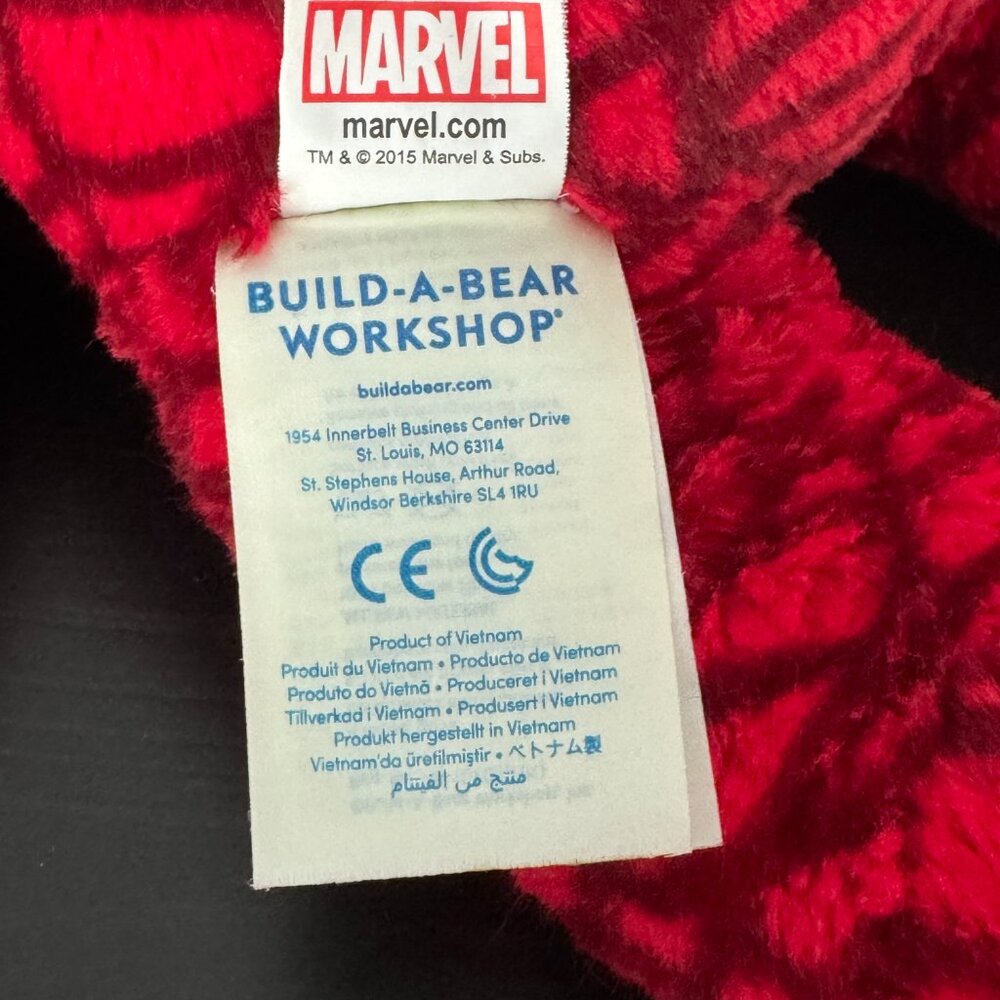 MARVEL
marvel.com
TM & © 2015 Marvel & Subs.
BUILD-A-BEAR
WORKSHOP®
buildabear.com
1954 Innerbelt Business Center Drive
St. Louis, MO 63114
St. Stephens House, Arthur Road,
Windsor Berkshire SL4 1RU
CE
Product of Vietnam
Produit du Vietnam • Producto de Vietnam
Produto do Vietnã • Produceret i Vietnam
Tillverkad i Vietnam • Produsert i Vietnam
Produkt hergestellt in Vietnam
Vietnam'da üretilmiştir • ベトナム製
منتج من الفيتنام